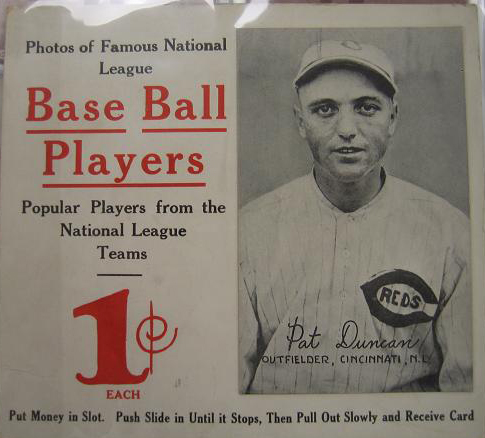 Photos of Famous National
League
Base Ball
Players
Popular Players from the
National League
Teams
1¢
EACH
C
REDS
Pat Duncan
OUTFIELDER, CINCINNATI, N.L.
Put Money in Slot. Push Slide in Until it Stops, Then Pull Out Slowly and Receive Card